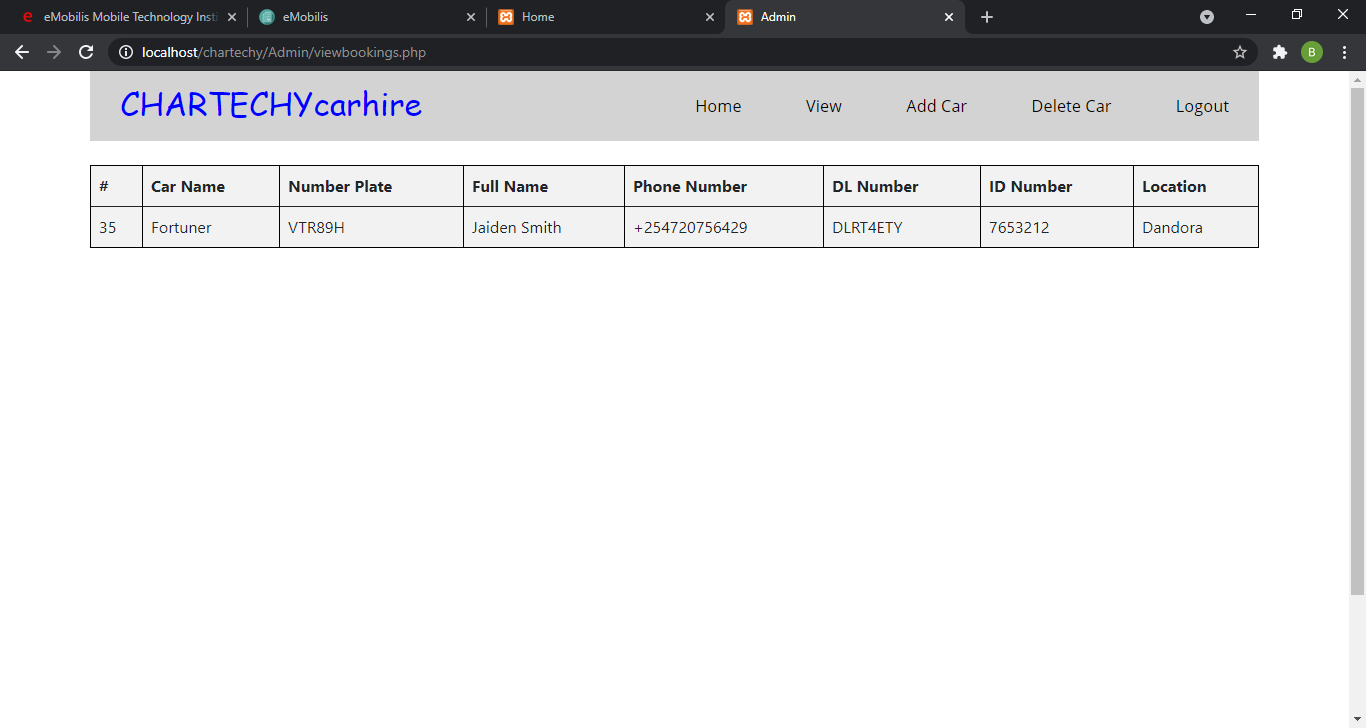 eMobilis Mobile Technology Insti
eMobilis
Home
Admin
localhost/chartechy/Admin/viewbookings.php
B
CHARTECHYcarhire
Home View Add Car Delete Car Logout
# Car Name Number Plate Full Name Phone Number DL Number ID Number Location
35 Fortuner VTR89H Jaiden Smith +254720756429 DLRT4ETY 7653212 Dandora